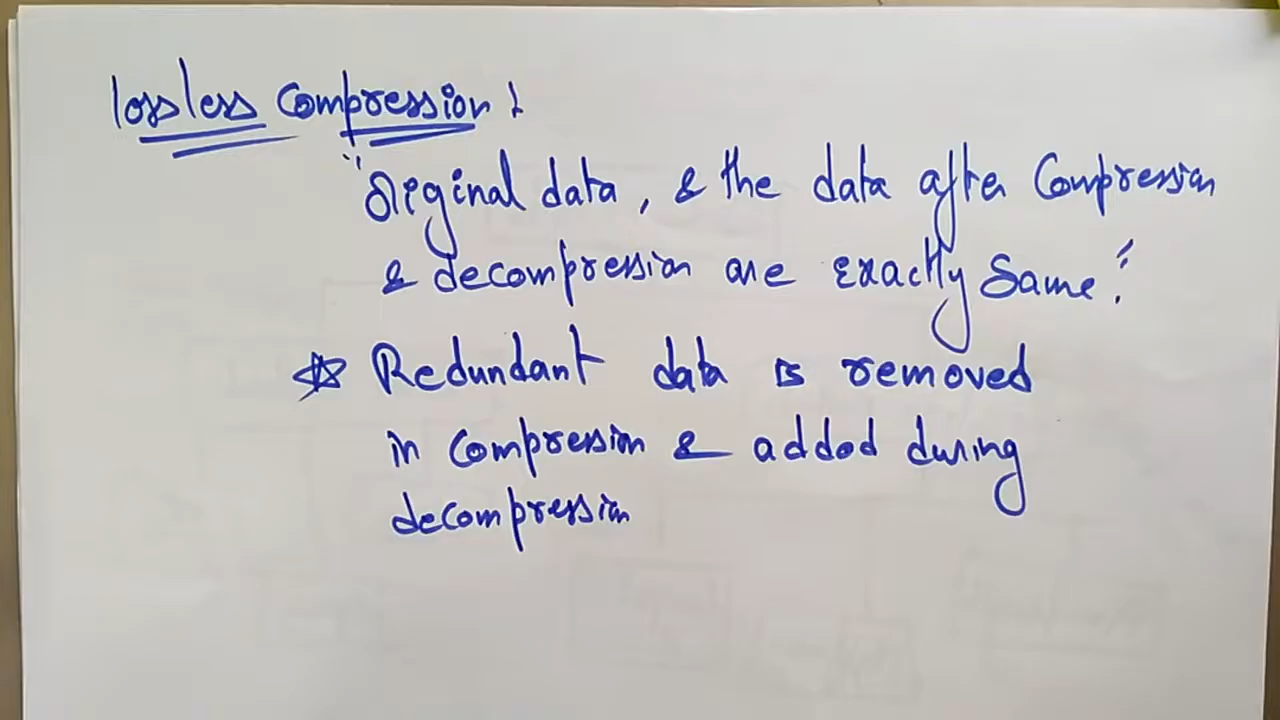 lossless compression:
"Original data, & the data after Compression
& decompression are exactly same."
☆ Redundant data is removed
in compression & added during
decompression